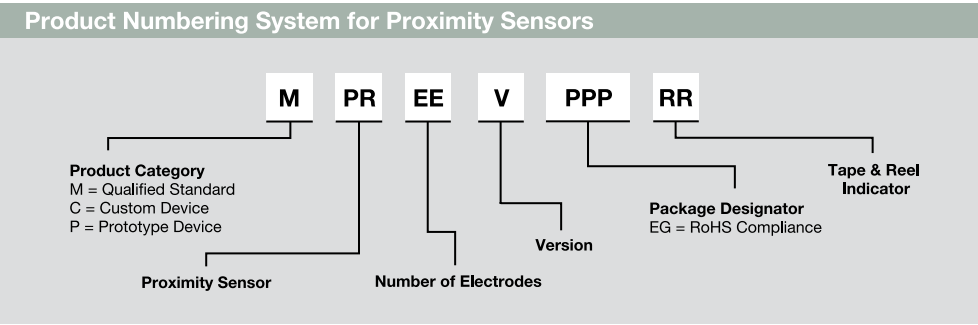 Product Numbering System for Proximity Sensors
M PR EE V PPP RR
Product Category
M = Qualified Standard
C = Custom Device
P = Prototype Device
Proximity Sensor
Number of Electrodes
Version
Package Designator
EG = RoHS Compliance
Tape & Reel
Indicator